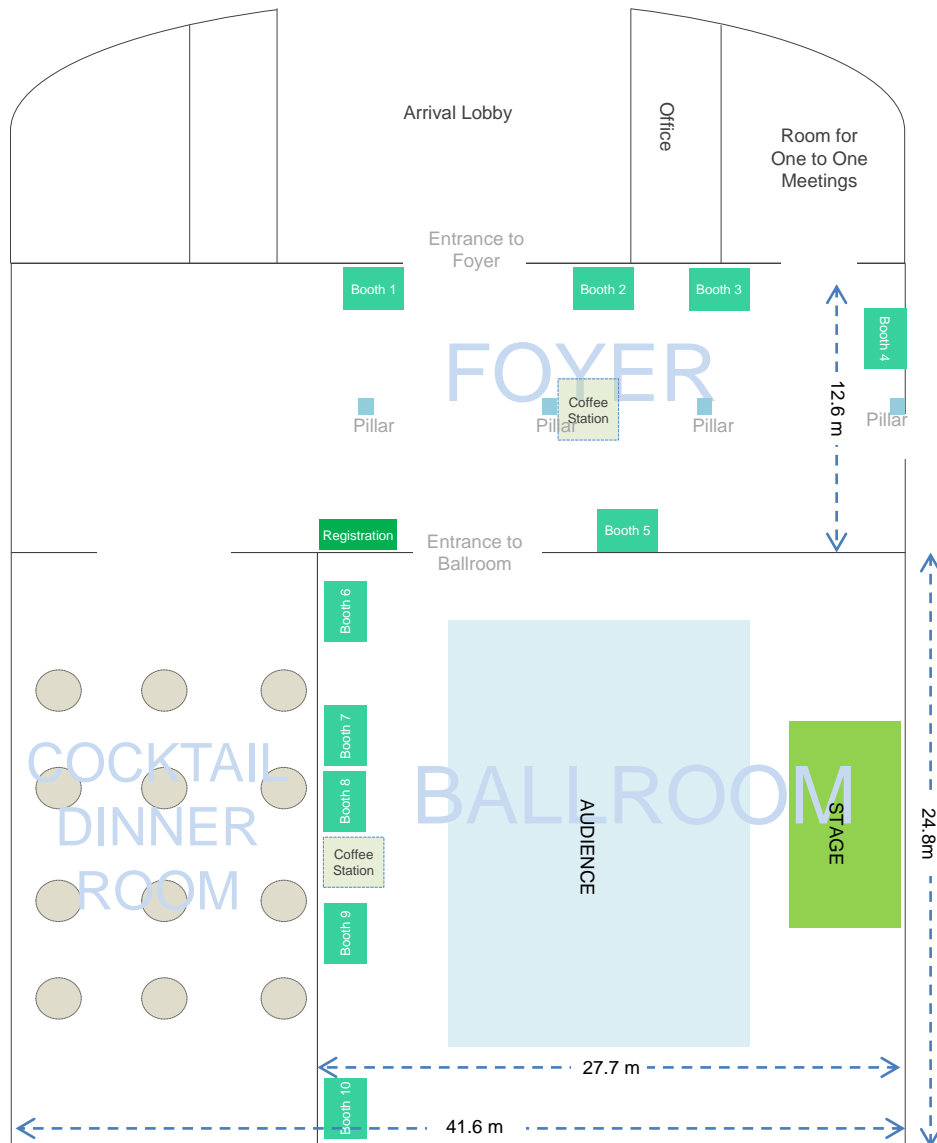 Arrival Lobby
Office
Room for
One to One
Meetings
Entrance to
Foyer
Booth 1
Booth 2
Booth 3
Booth 4
FOYER
Coffee
Station
12.6 m
Pillar
Pillar
Pillar
Pillar
Registration
Entrance to
Ballroom
Booth 5
Booth 6
Booth 7
Booth 8
COCKTAIL
DINNER
ROOM
BALLROOM
AUDIENCE
STAGE
24.8m
Coffee
Station
Booth 9
27.7 m
Booth 10
41.6 m